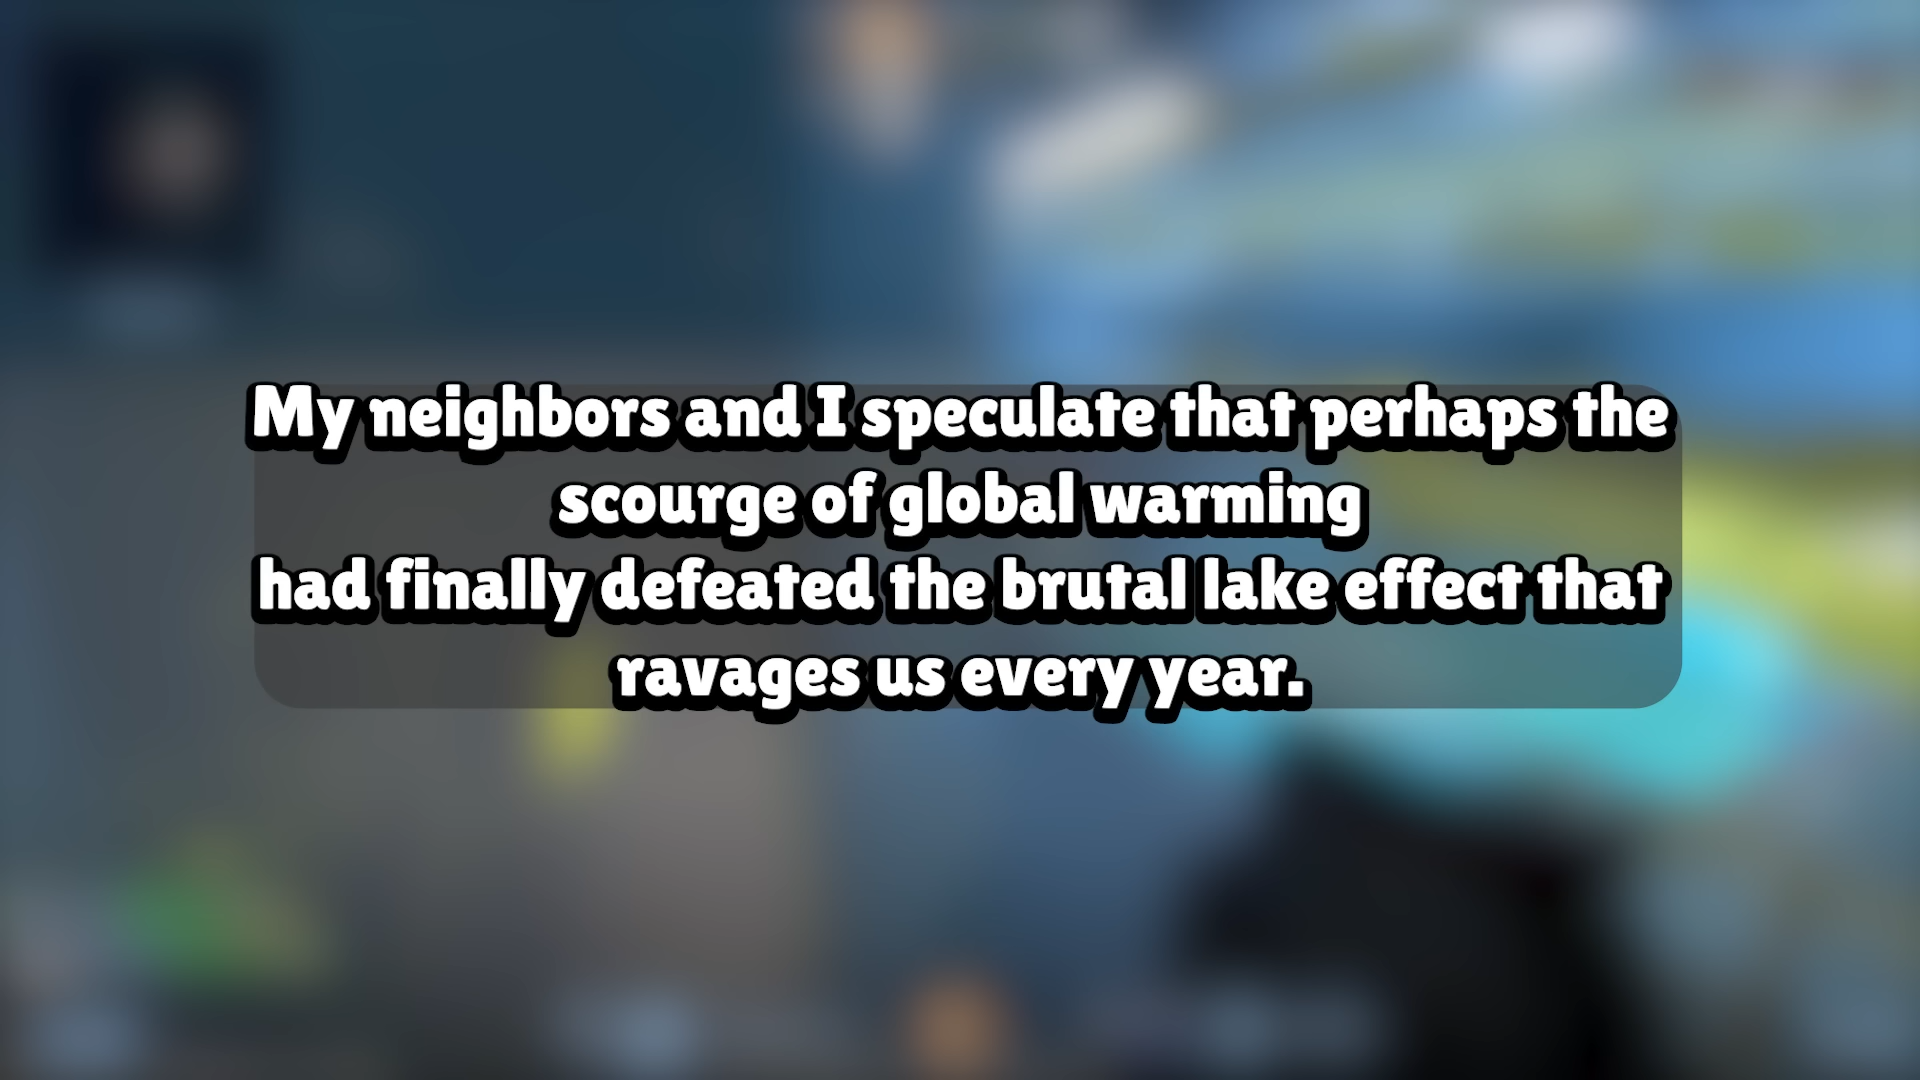 My neighbors and I speculate that perhaps the
scourge of global warming
had finally defeated the brutal lake effect that
ravages us every year.